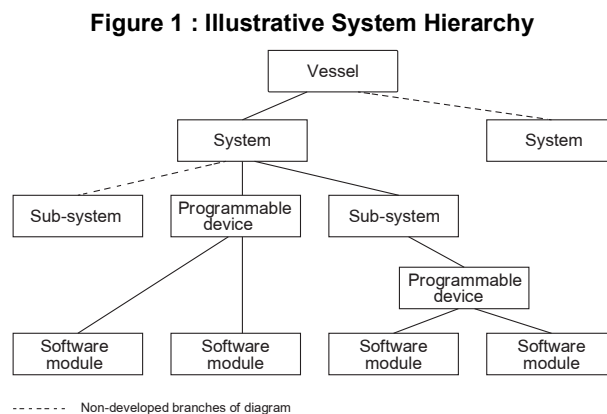 Figure 1 : Illustrative System Hierarchy
Vessel
System
System
Sub-system
Programmable
device
Sub-system
Programmable
device
Software
module
Software
module
Software
module
Software
module
Non-developed branches of diagram